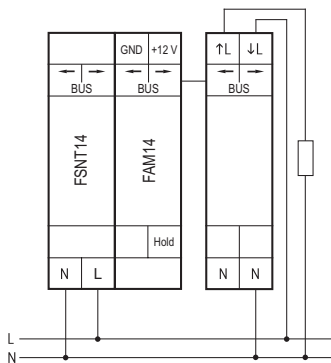 GND +12 V ↑L ↓L
BUS BUS BUS
FSNT14 FAM14
Hold
N L N N
L
N